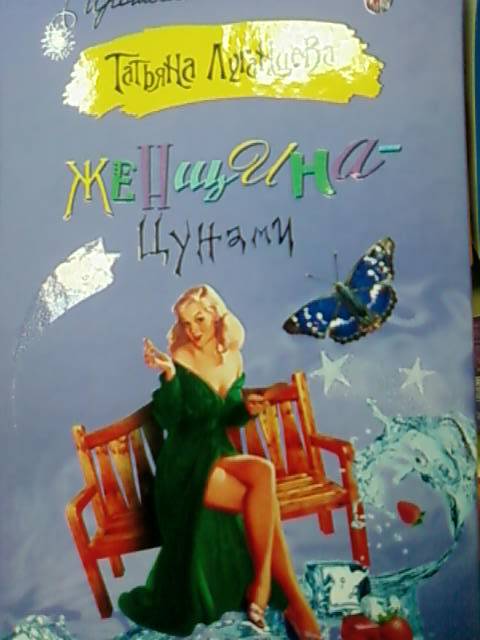 Татьяна Луганцева
Женщина-
цунами